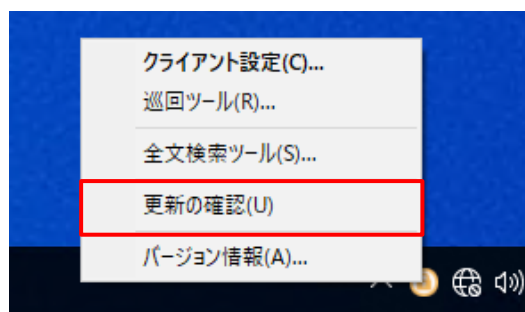 クライアント設定(C)...
巡回ツール(R)...
全文検索ツール(S)...
更新の確認(U)
バージョン情報(A)...